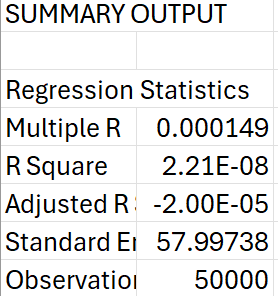 SUMMARY OUTPUT
Regression Statistics
Multiple R 0.000149
R Square 2.21E-08
Adjusted R -2.00E-05
Standard Er 57.99738
Observation 50000